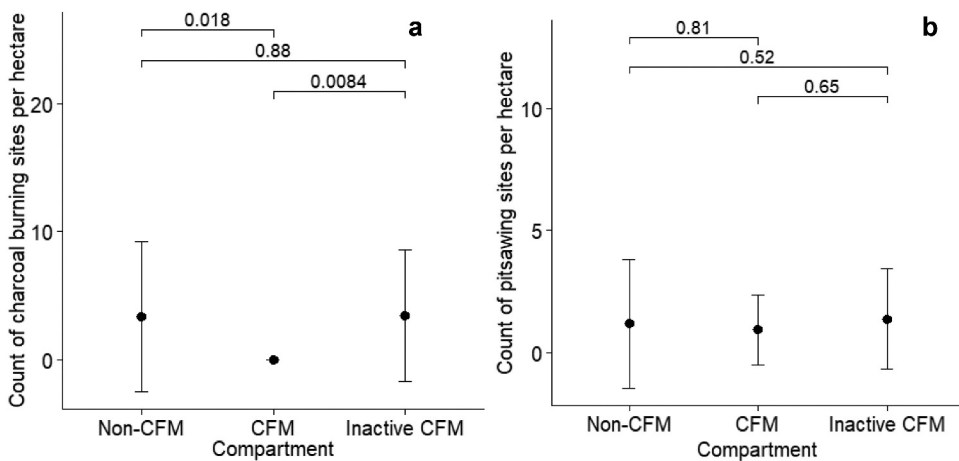 a
0.018
0.88
0.0084
Count of charcoal burning sites per hectare
20
10
0
Non-CFM CFM Inactive CFM
Compartment
b
0.81
0.52
0.65
Count of pitsawing sites per hectare
10
5
0
Non-CFM CFM Inactive CFM
Compartment